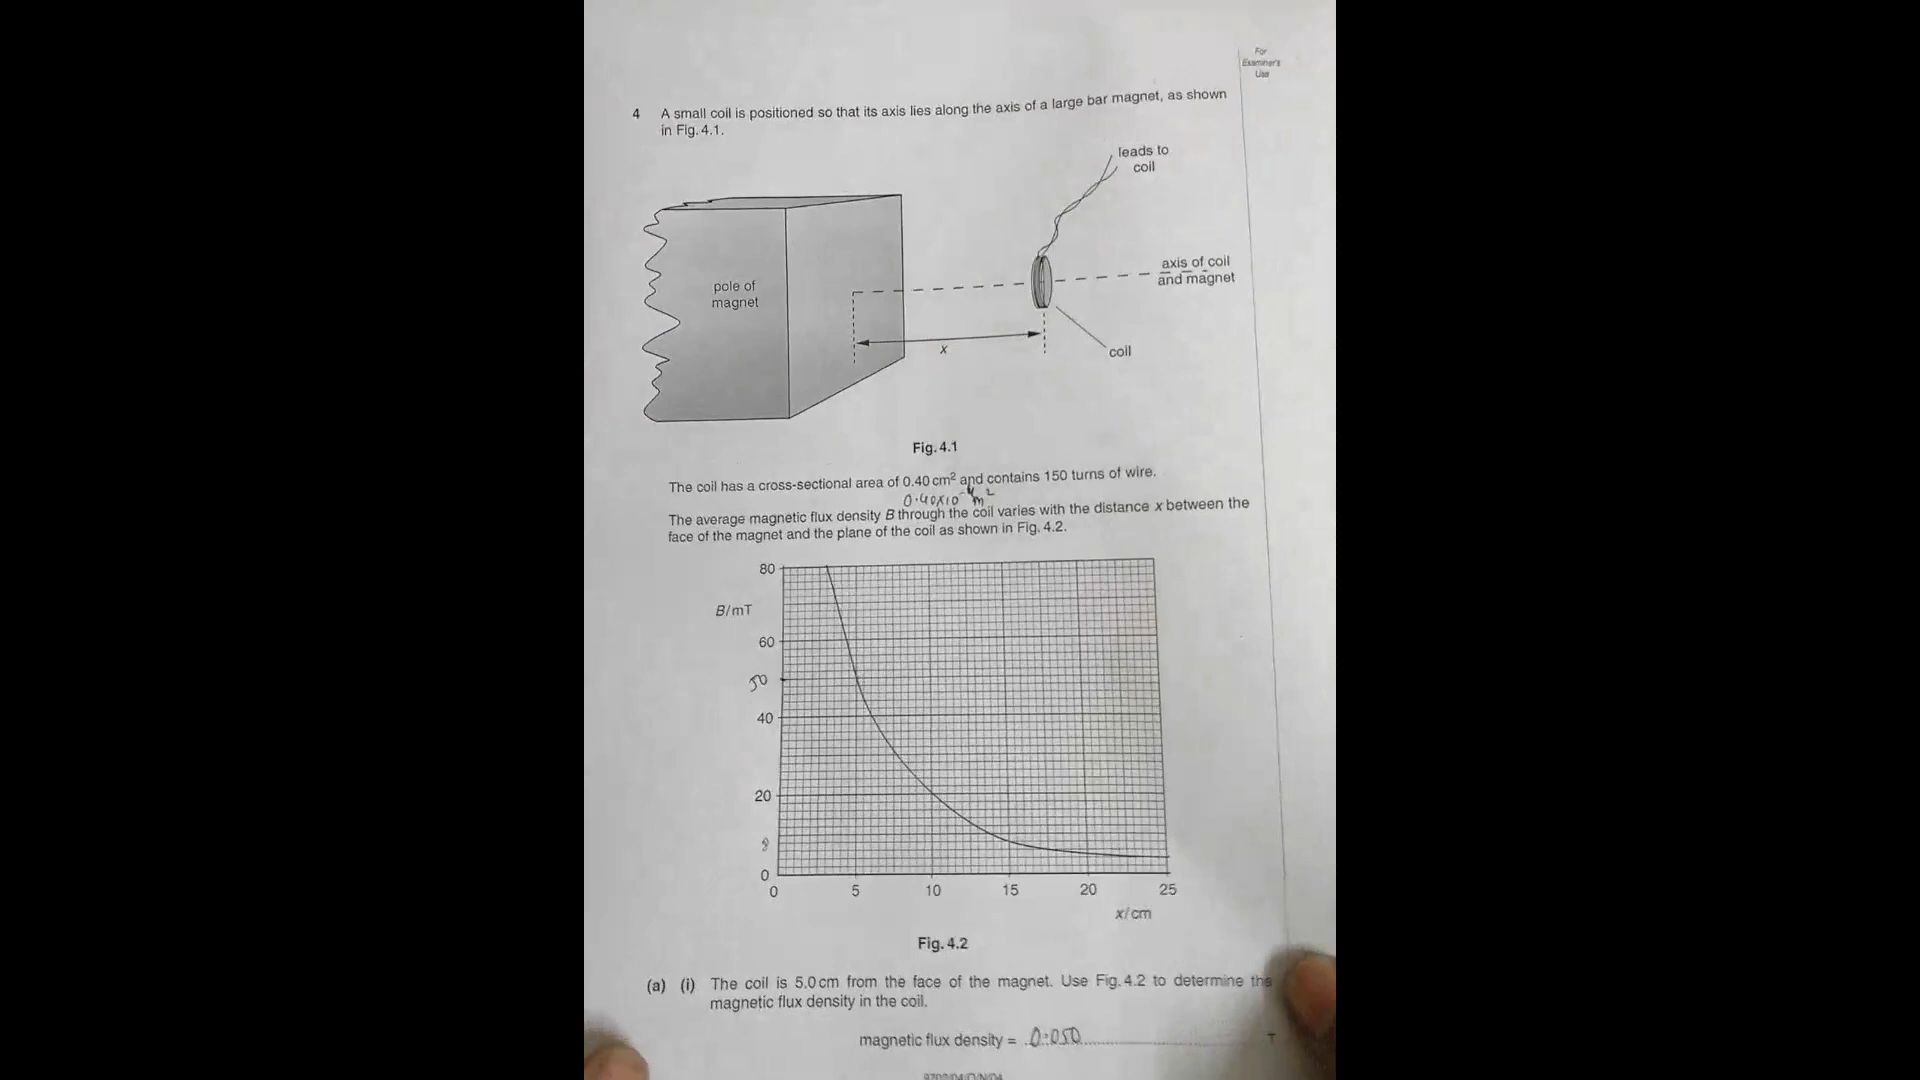 For
Examiner's
Use
4 A small coil is positioned so that its axis lies along the axis of a large bar magnet, as shown
in Fig. 4.1.
leads to
coil
pole of
magnet
axis of coil
and magnet
x
coil
Fig. 4.1
The coil has a cross-sectional area of 0.40 cm² and contains 150 turns of wire.
0.40x10⁻⁴m²
The average magnetic flux density B through the coil varies with the distance x between the
face of the magnet and the plane of the coil as shown in Fig. 4.2.
80
B/mT
60
50
40
20
0
0 5 10 15 20 25
x/cm
Fig. 4.2
(a) (i) The coil is 5.0 cm from the face of the magnet. Use Fig. 4.2 to determine the
magnetic flux density in the coil.
magnetic flux density = 0.050 T